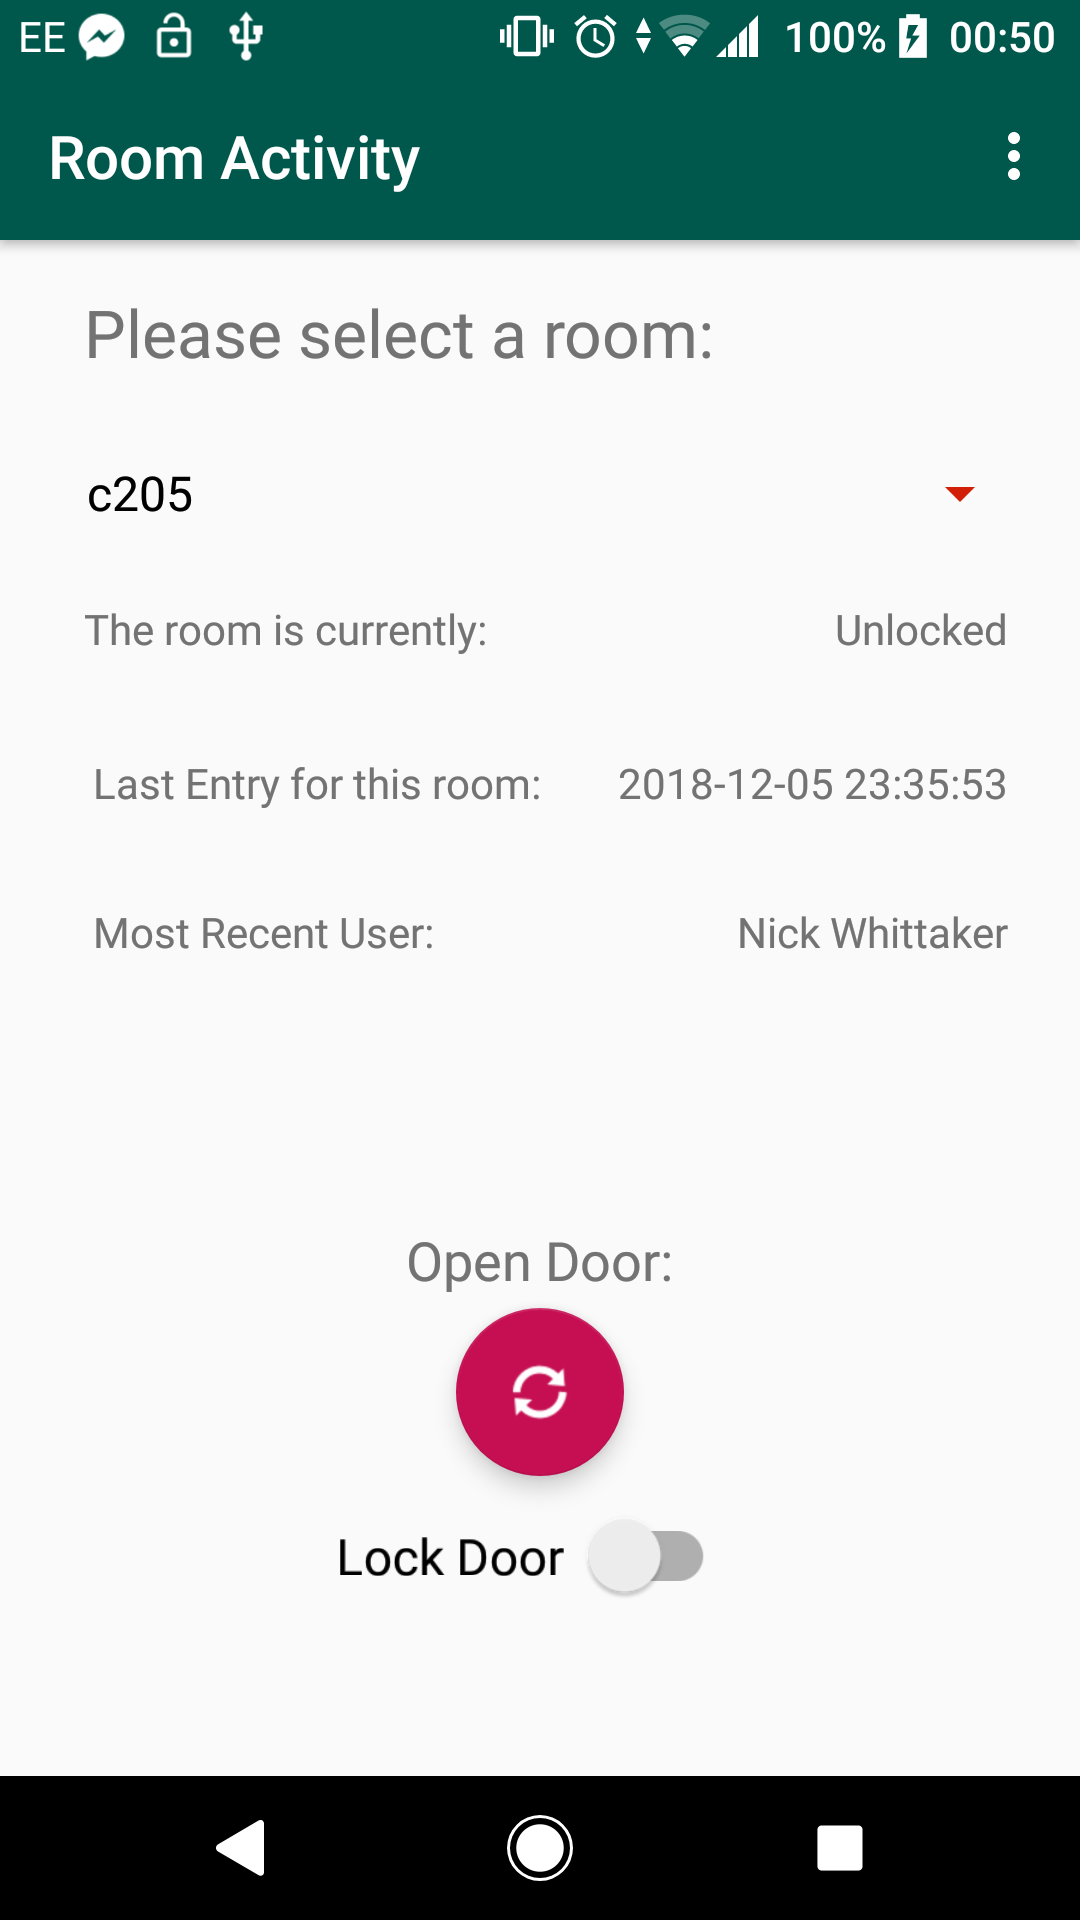 EE 100% 00:50
Room Activity
Please select a room:
c205
The room is currently: Unlocked
Last Entry for this room: 2018-12-05 23:35:53
Most Recent User: Nick Whittaker
Open Door:
Lock Door